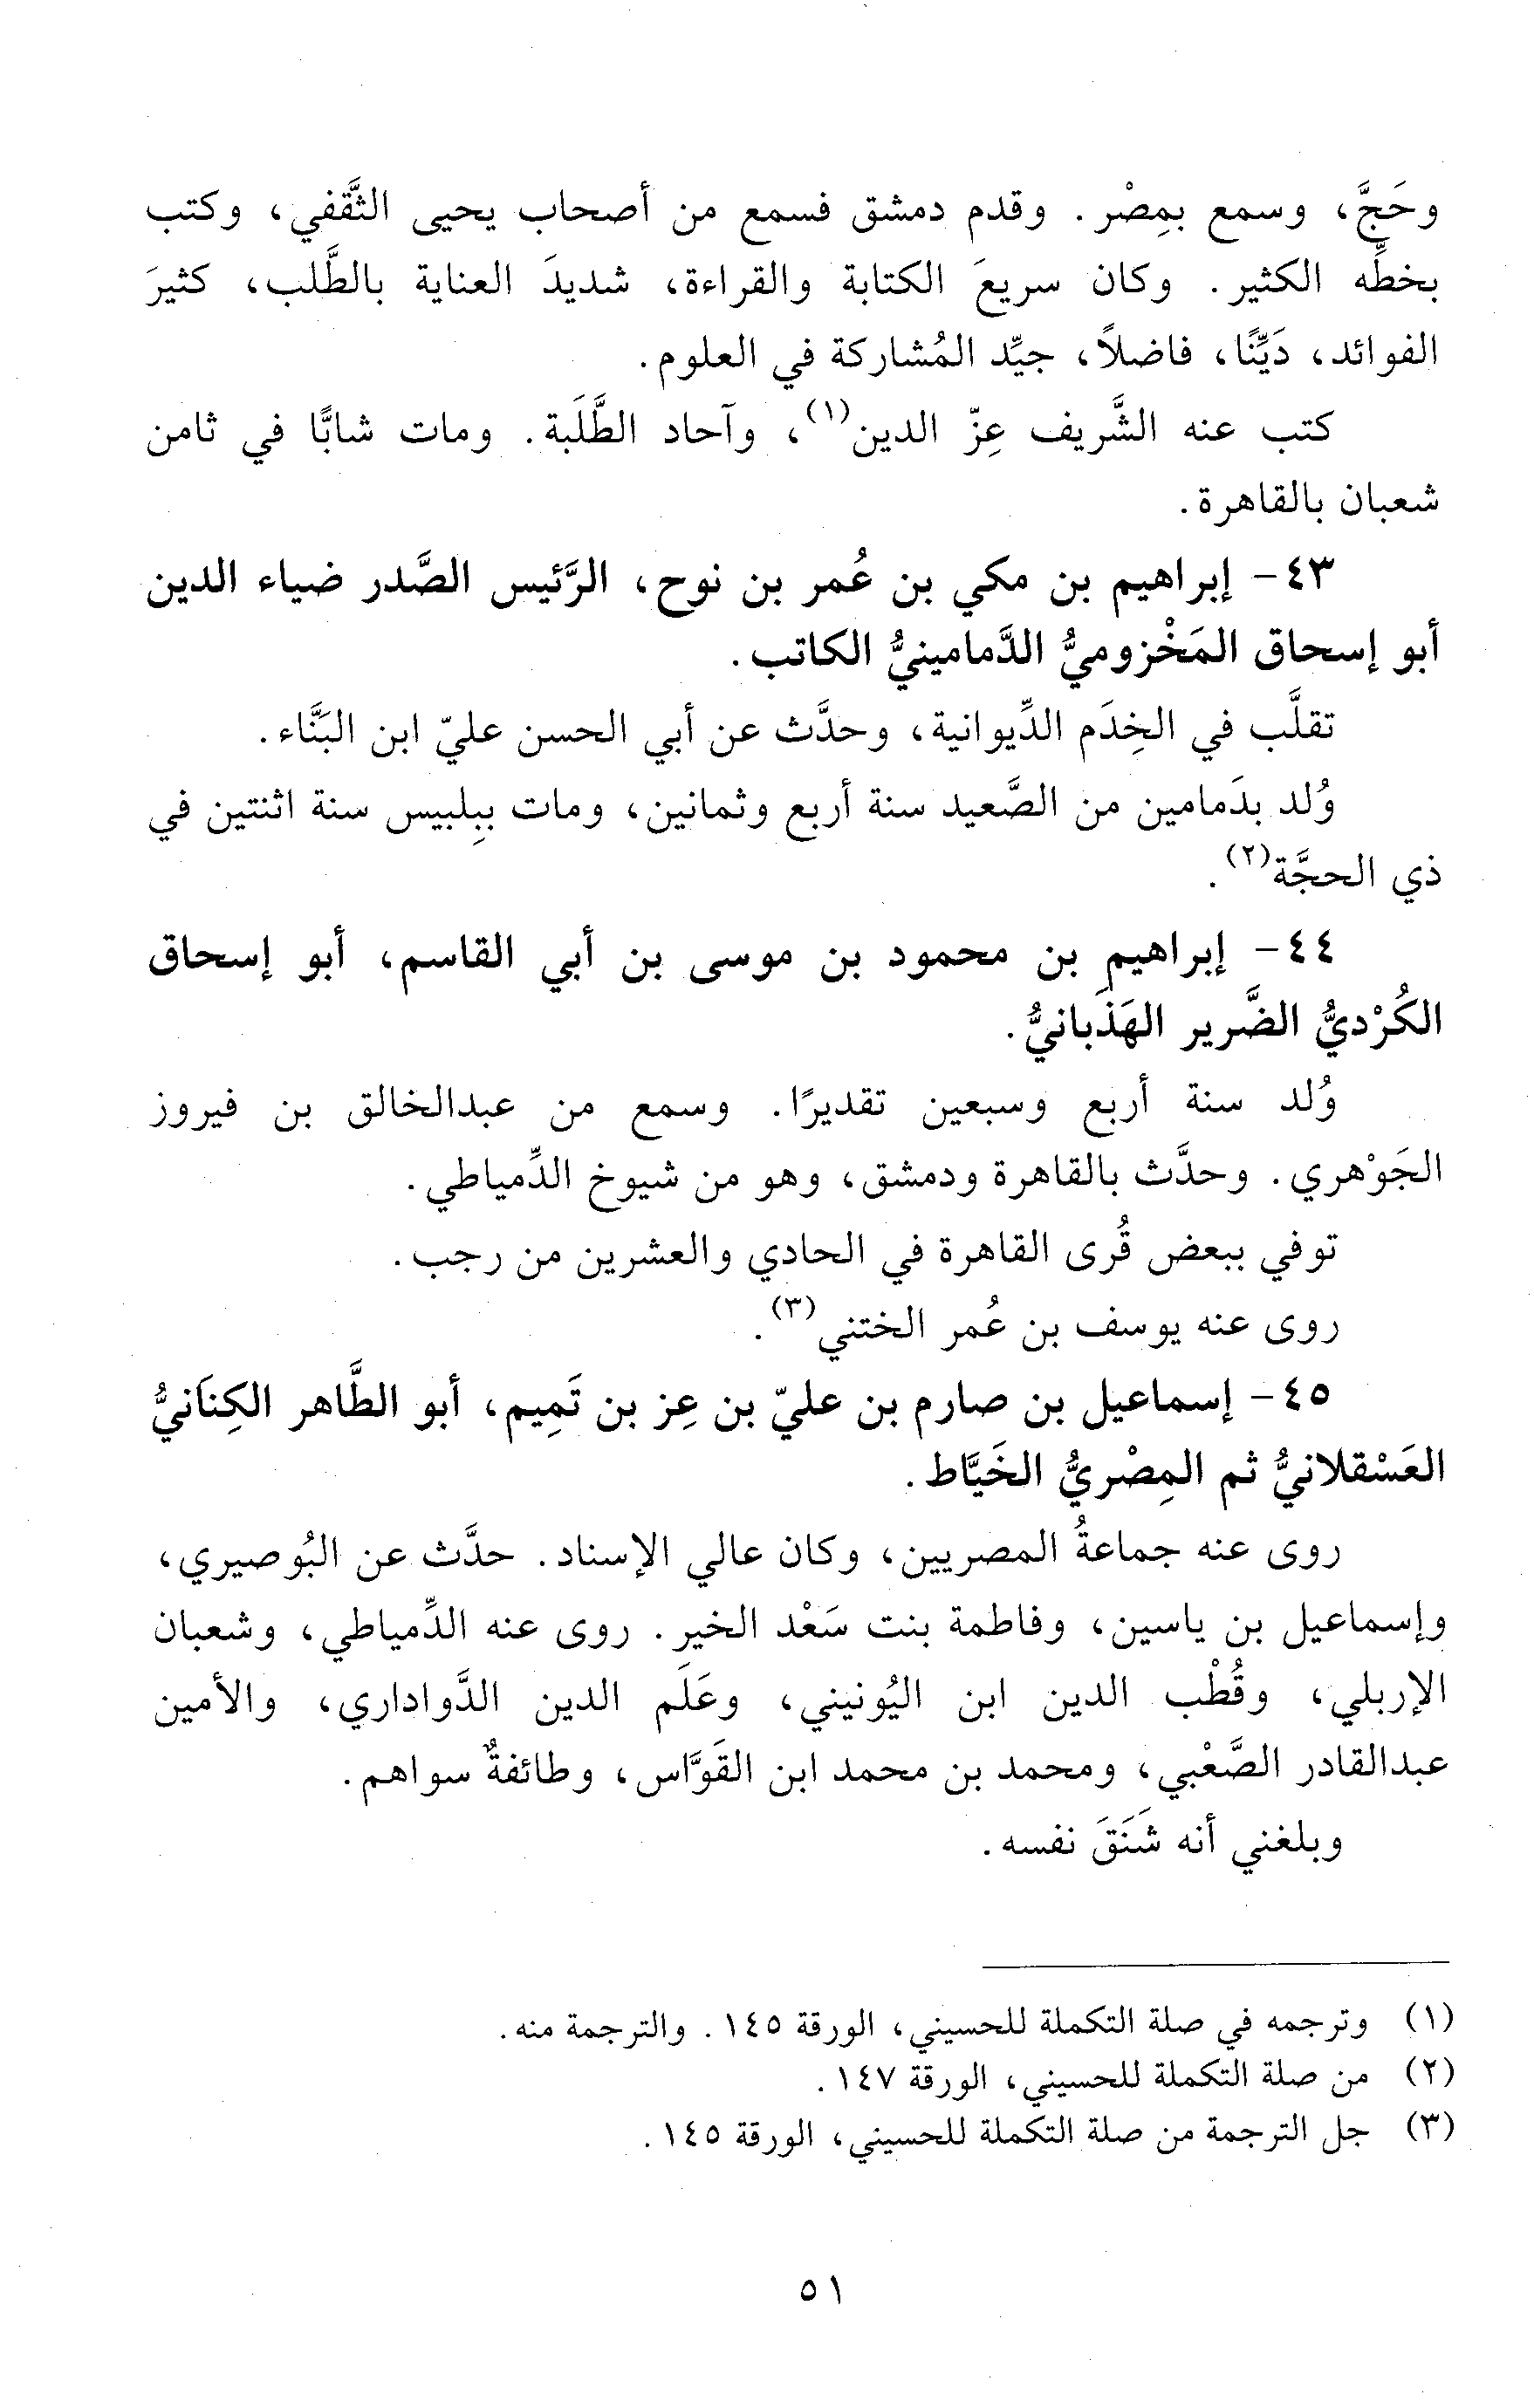 وحَجَّ، وسمع بمِصْر. وقدم دمشق فسمع من أصحاب يحيى الثَّقفي، وكتب
بخطِّه الكثير. وكان سريعَ الكتابة والقراءة، شديدَ العناية بالطَّلب، كثيرَ
الفوائد، دَيِّنًا، فاضلاً، جيِّد المُشاركة في العلوم.
كتب عنه الشَّريف عِزّ الدين(١)، وآحاد الطَّلَبة. ومات شابًّا في ثامن
شعبان بالقاهرة.
٤٣- إبراهيم بن مكي بن عُمر بن نوح، الرَّئيس الصَّدر ضياء الدين
أبو إسحاق المَخْزوميُّ الدَّمامينيُّ الكاتب.
تقلَّب في الخِدَم الدِّيوانية، وحدَّث عن أبي الحسن عليّ ابن البَنَّاء.
وُلد بدَمامين من الصَّعيد سنة أربع وثمانين، ومات ببِلبيس سنة اثنتين في
ذي الحجَّة(٢).
٤٤- إبراهيم بن محمود بن موسى بن أبي القاسم، أبو إسحاق
الكُرْديُّ الضَّرير الهَذَبانيُّ.
وُلد سنة أربع وسبعين تقديرًا. وسمع من عبدالخالق بن فيروز
الجَوْهري. وحدَّث بالقاهرة ودمشق، وهو من شيوخ الدِّمياطي.
توفي ببعض قُرى القاهرة في الحادي والعشرين من رجب.
روى عنه يوسف بن عُمر الختني(٣).
٤٥- إسماعيل بن صارم بن عليّ بن عِز بن تَمِيم، أبو الطَّاهر الكِنَانيُّ
العَسْقلانيُّ ثم المِصْريُّ الخَيَّاط.
روى عنه جماعةُ المصريين، وكان عالي الإسناد. حدَّث عن البُوصيري،
وإسماعيل بن ياسين، وفاطمة بنت سَعْد الخير. روى عنه الدِّمياطي، وشعبان
الإربلي، وقُطْب الدين ابن اليُونيني، وعَلَم الدين الدَّواداري، والأمين
عبدالقادر الصَّعْبي، ومحمد بن محمد ابن القَوَّاس، وطائفةٌ سواهم.
وبلغني أنه شَنَقَ نفسه.
(١) وترجمه في صلة التكملة للحسيني، الورقة ١٤٥. والترجمة منه.
(٢) من صلة التكملة للحسيني، الورقة ١٤٧.
(٣) جل الترجمة من صلة التكملة للحسيني، الورقة ١٤٥.
٥١